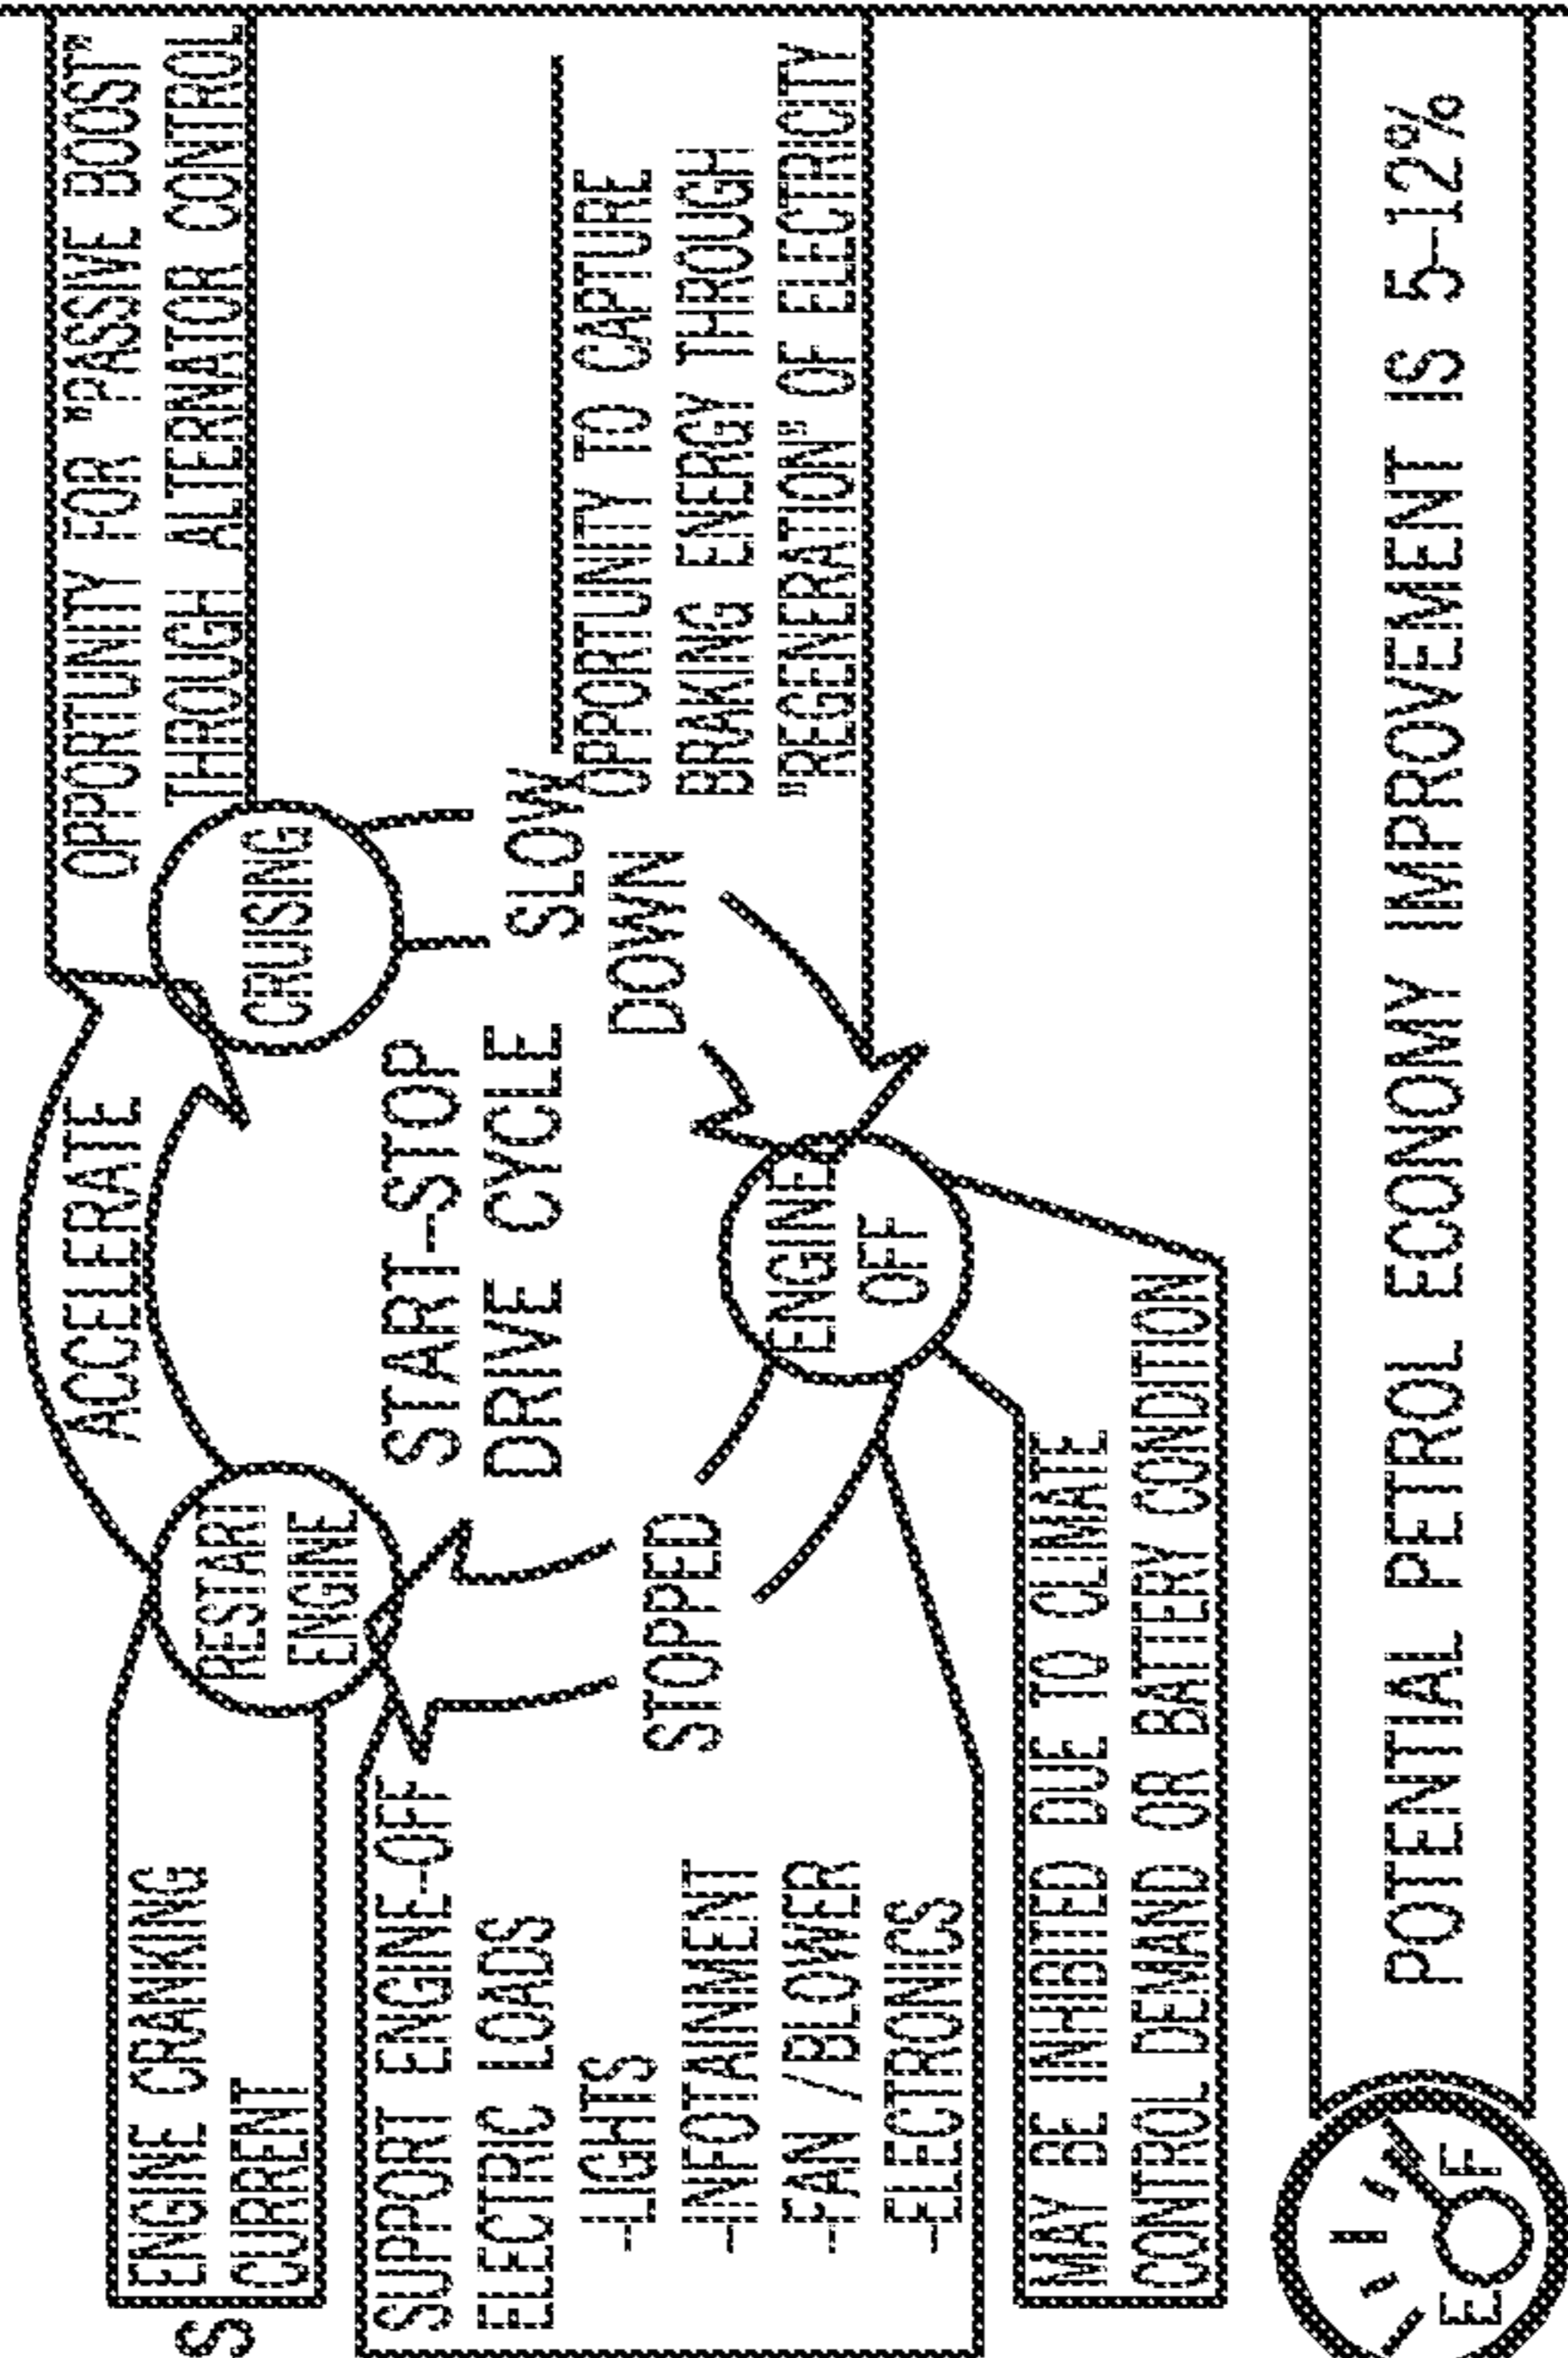 OPPORTUNITY FOR "PASSIVE BOOST"
THROUGH ALTERNATOR CONTROL
ACCELERATE
CRUISING
RESTART
ENGINE
ENGINE CRANKING
CURRENT
S
START-STOP
DRIVE CYCLE
SLOW
DOWN
OPPORTUNITY TO CAPTURE
BRAKING ENERGY THROUGH
"REGENERATION" OF ELECTRICITY
ENGINE
OFF
STOPPED
SUPPORT ENGINE-OFF
ELECTRIC LOADS
-LIGHTS
-INFOTAINMENT
-FAN /BLOWER
-ELECTRONICS
MAY BE INHIBITED DUE TO CLIMATE
CONTROL DEMAND OR BATTERY CONDITION
E F
POTENTIAL PETROL ECONOMY IMPROVEMENT IS 5-12%